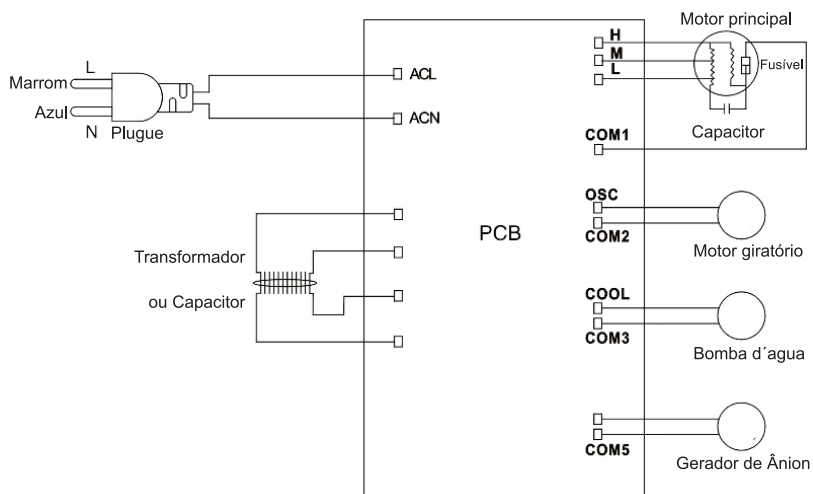 Motor principal
H
M
L
Fusível
Capacitor
COM1
L
Marrom
Azul
N
Plugue
ACL
ACN
OSC
COM2
Motor giratório
PCB
Transformador
ou Capacitor
COOL
COM3
Bomba d´agua
COM5
Gerador de Ânion